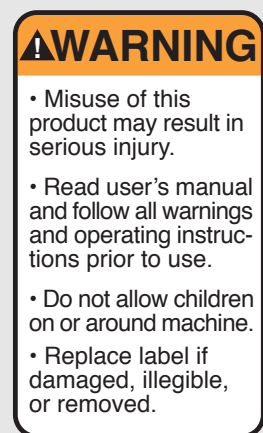 ⚠WARNING
• Misuse of this
product may result in
serious injury.
• Read user’s manual
and follow all warnings
and operating instruc-
tions prior to use.
• Do not allow children
on or around machine.
• Replace label if
damaged, illegible,
or removed.